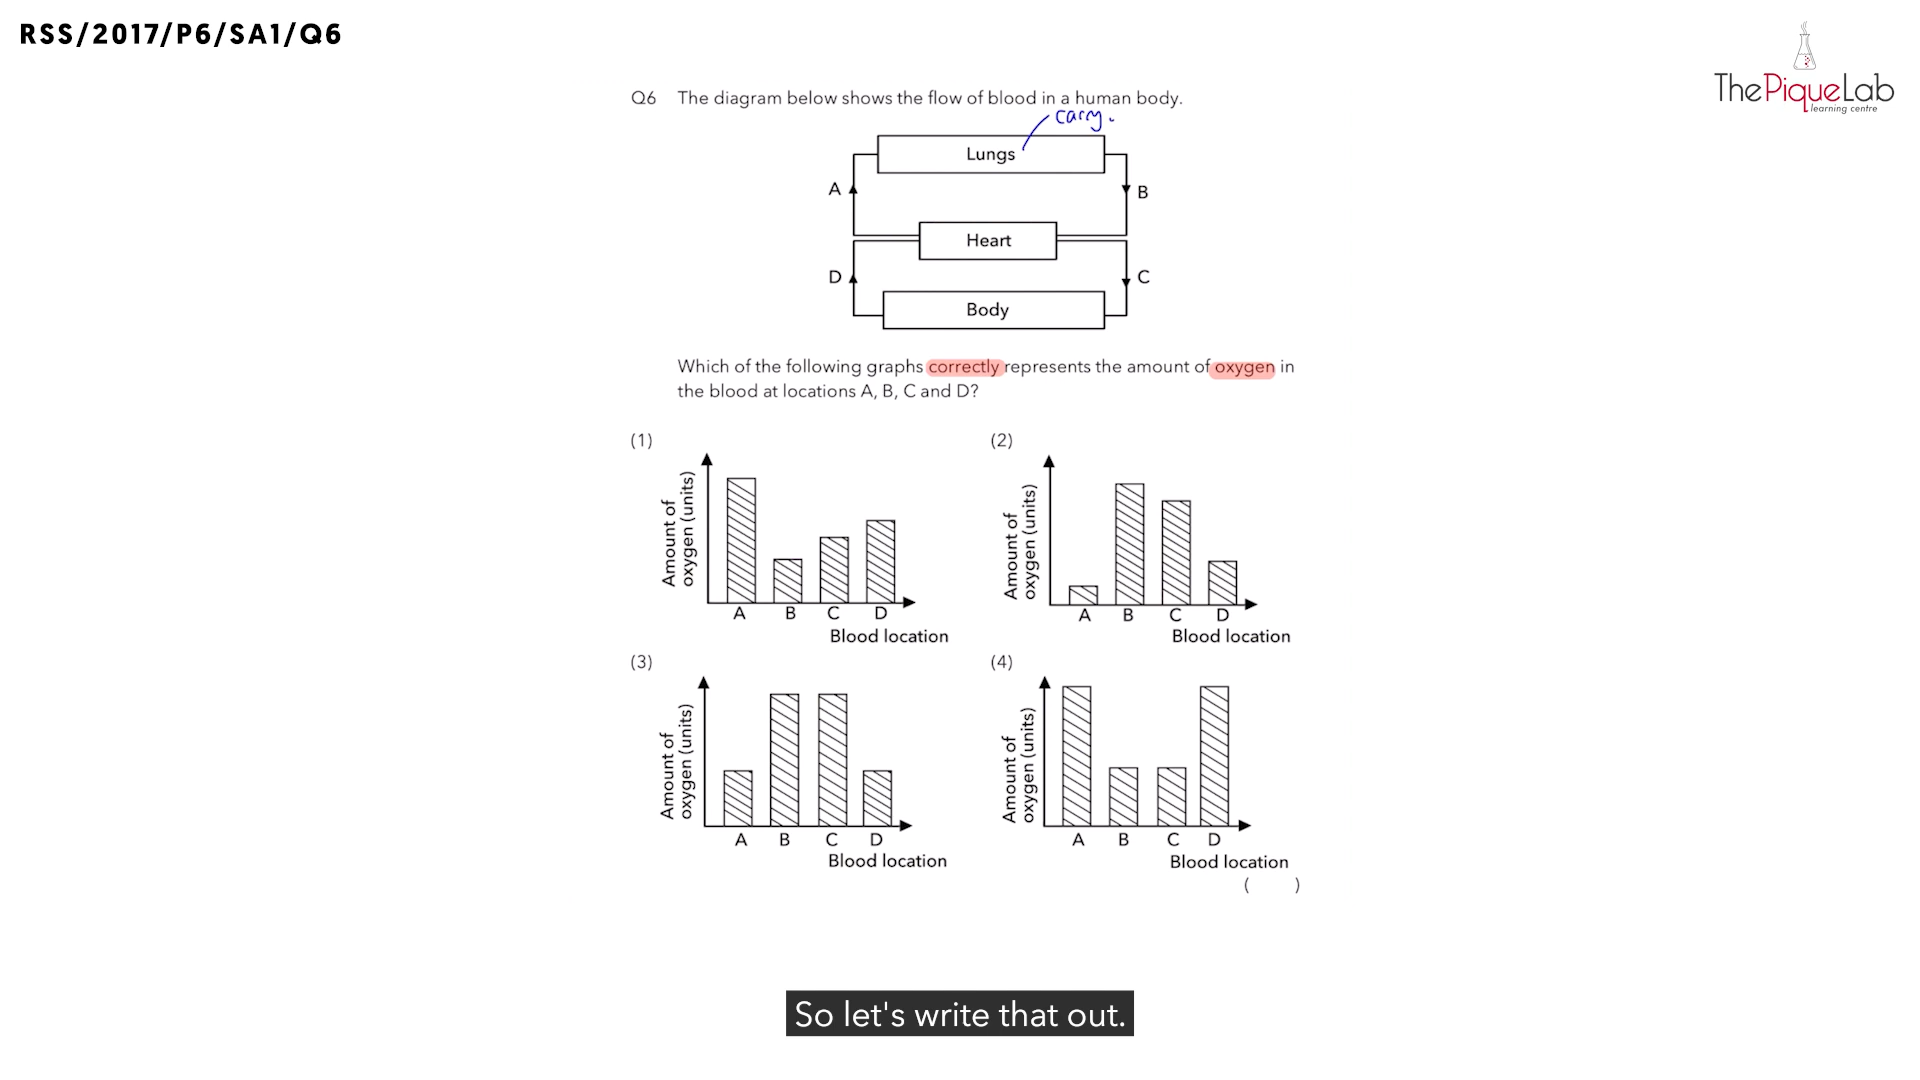 RSS/2017/P6/SA1/Q6
ThePiqueLab
learning centre
Q6 The diagram below shows the flow of blood in a human body.
carry.
Lungs
A
B
Heart
D
C
Body
Which of the following graphs correctly represents the amount of oxygen in
the blood at locations A, B, C and D?
(1)
Amount of
oxygen (units)
A B C D
Blood location
(2)
Amount of
oxygen (units)
A B C D
Blood location
(3)
Amount of
oxygen (units)
A B C D
Blood location
(4)
Amount of
oxygen (units)
A B C D
Blood location
( )
So let's write that out.